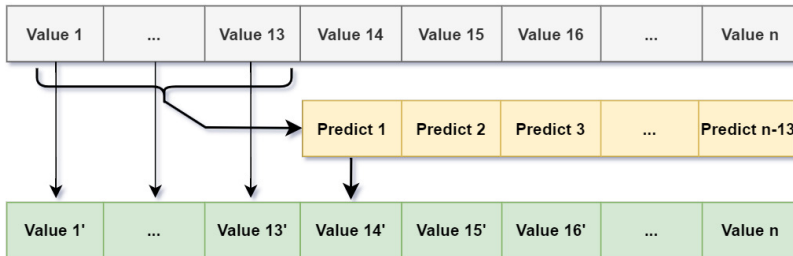 Value 1 ... Value 13 Value 14 Value 15 Value 16 ... Value n
Predict 1 Predict 2 Predict 3 ... Predict n-13
Value 1' ... Value 13' Value 14' Value 15' Value 16' ... Value n